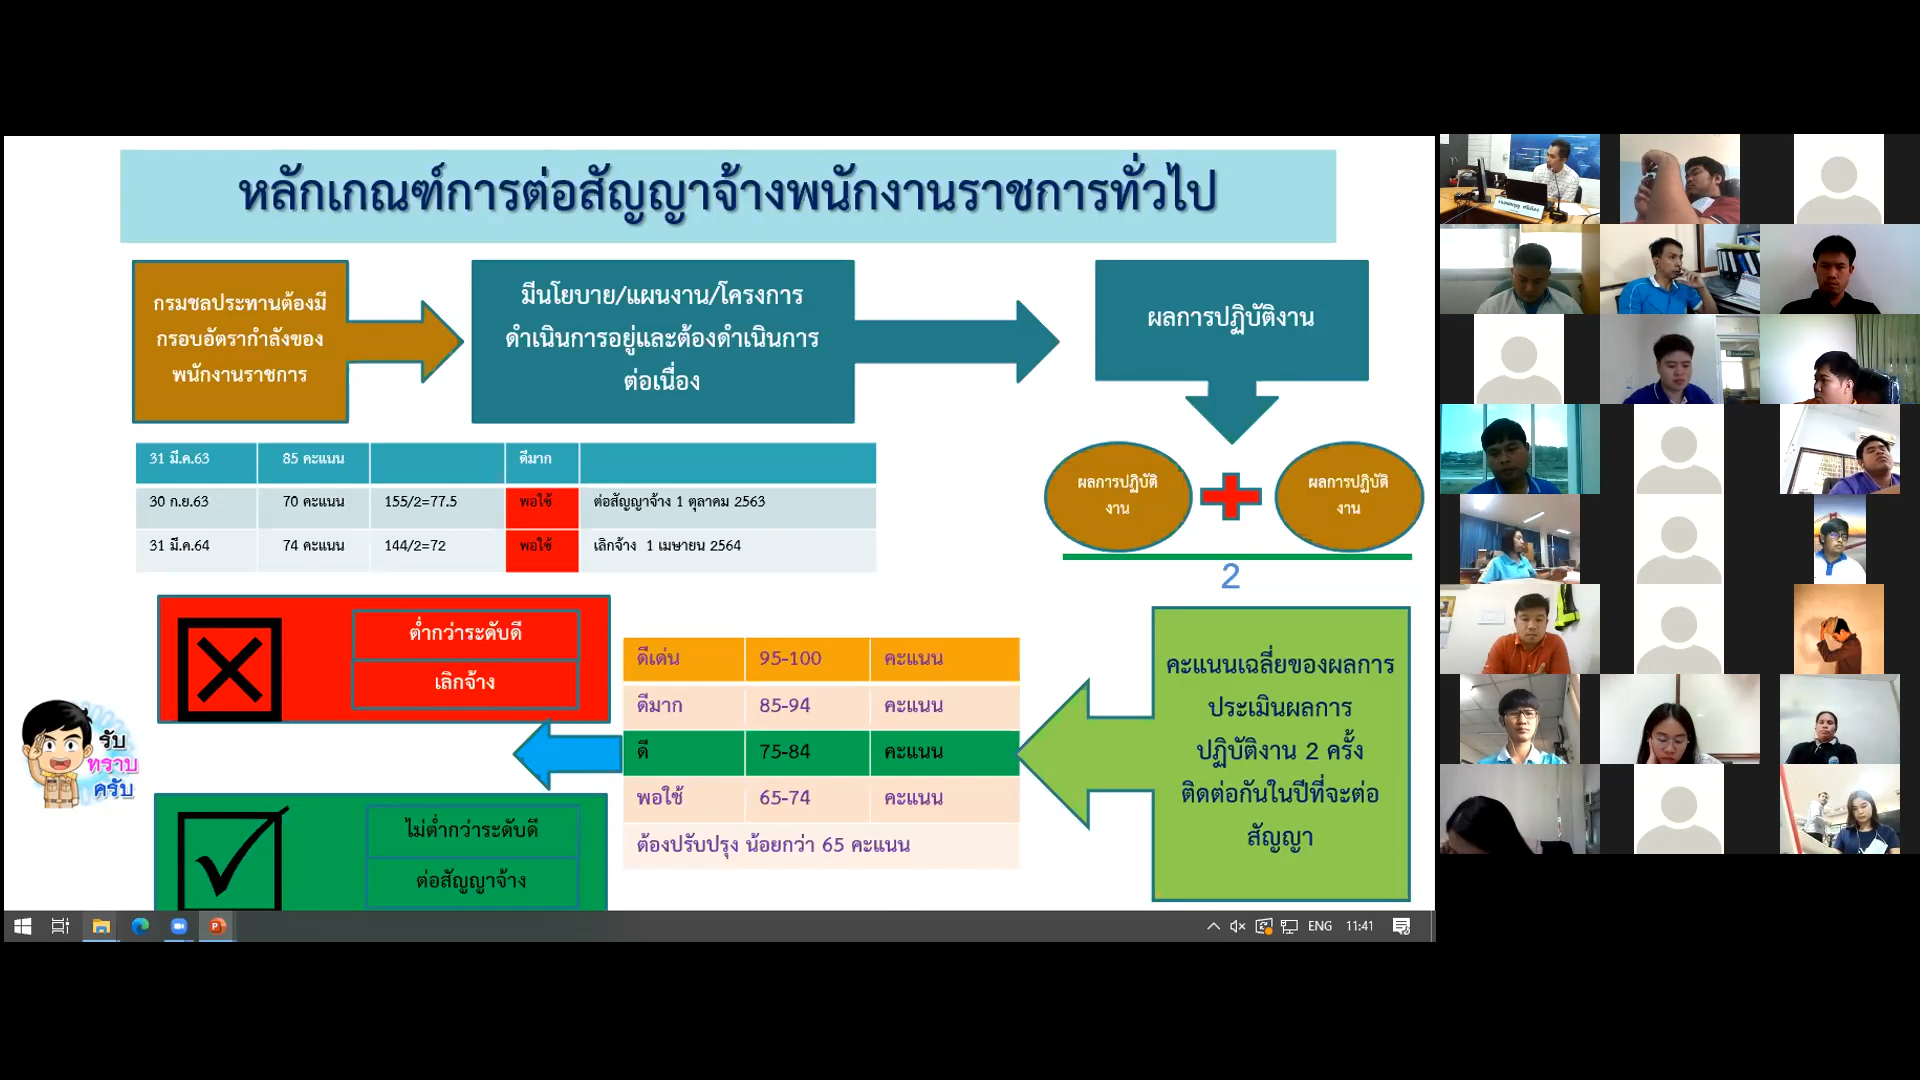 หลักเกณฑ์การต่อสัญญาจ้างพนักงานราชการทั่วไป
กรมชลประทานต้องมี
กรอบอัตรากำลังของ
พนักงานราชการ
มีนโยบาย/แผนงาน/โครงการ
ดำเนินการอยู่และต้องดำเนินการ
ต่อเนื่อง
ผลการปฏิบัติงาน
31 มี.ค.63 85 คะแนน ดีมาก
30 ก.ย.63 70 คะแนน 155/2=77.5 พอใช้ ต่อสัญญาจ้าง 1 ตุลาคม 2563
31 มี.ค.64 74 คะแนน 144/2=72 พอใช้ เลิกจ้าง 1 เมษายน 2564
ผลการปฏิบัติ
งาน
ผลการปฏิบัติ
งาน
2
ต่ำกว่าระดับดี
เลิกจ้าง
ดีเด่น 95-100 คะแนน
ดีมาก 85-94 คะแนน
ดี 75-84 คะแนน
พอใช้ 65-74 คะแนน
ต้องปรับปรุง น้อยกว่า 65 คะแนน
คะแนนเฉลี่ยของผลการ
ประเมินผลการ
ปฏิบัติงาน 2 ครั้ง
ติดต่อกันในปีที่จะต่อ
สัญญา
รับ
ทราบ
ครับ
ไม่ต่ำกว่าระดับดี
ต่อสัญญาจ้าง
ENG 11:41